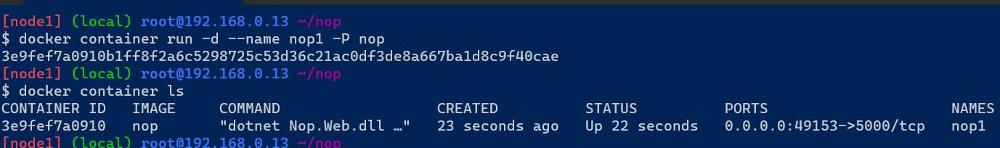 [node1] (local) root@192.168.0.13 ~/nop
$ docker container run -d --name nop1 -P nop
3e9fef7a0910b1ff8f2a6c5298725c53d36c21ac0df3de8a667ba1d8c9f40cae
[node1] (local) root@192.168.0.13 ~/nop
$ docker container ls
CONTAINER ID   IMAGE     COMMAND                  CREATED          STATUS          PORTS                     NAMES
3e9fef7a0910   nop       "dotnet Nop.Web.dll …"   23 seconds ago   Up 22 seconds   0.0.0.0:49153->5000/tcp   nop1
[node1] (local) root@192.168.0.13 ~/nop